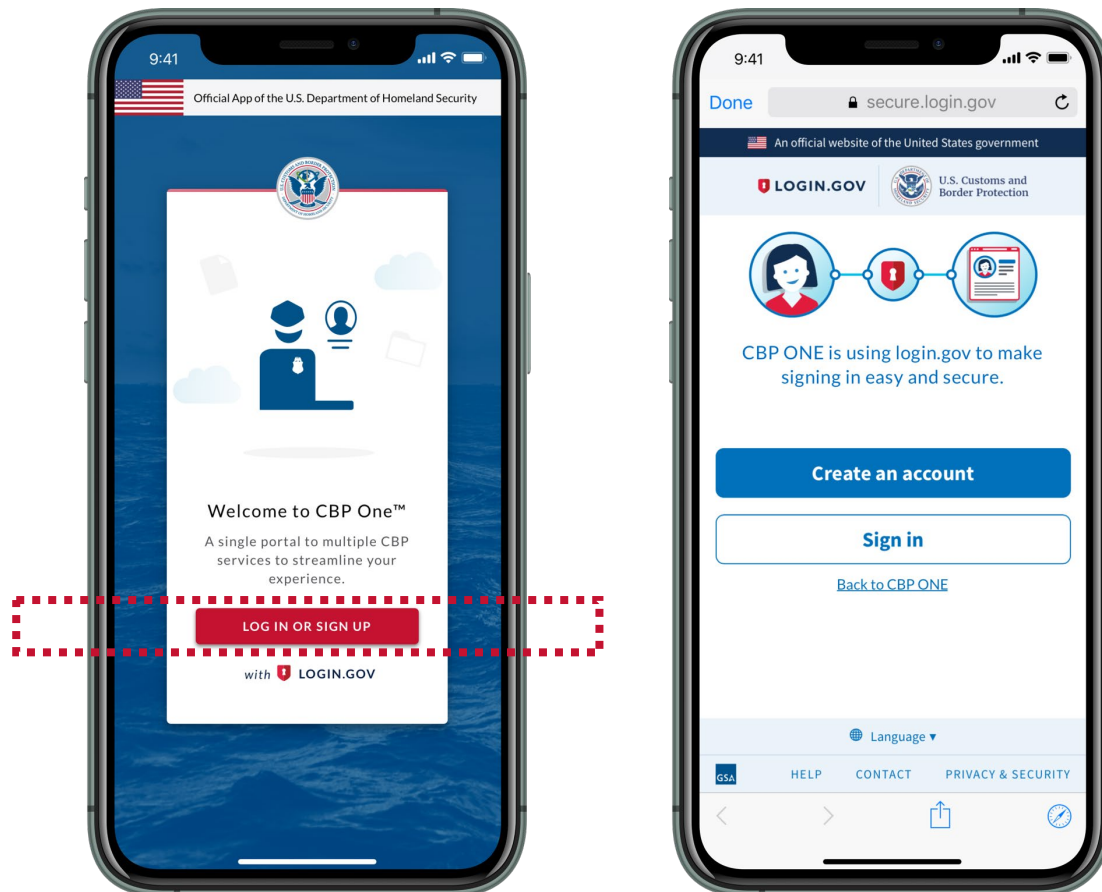 9:41
Official App of the U.S. Department of Homeland Security
Welcome to CBP One™
A single portal to multiple CBP
services to streamline your
experience.
LOG IN OR SIGN UP
with LOGIN.GOV
9:41
Done secure.login.gov
An official website of the United States government
LOGIN.GOV
U.S. Customs and
Border Protection
CBP ONE is using login.gov to make
signing in easy and secure.
Create an account
Sign in
Back to CBP ONE
Language
GSA HELP CONTACT PRIVACY & SECURITY